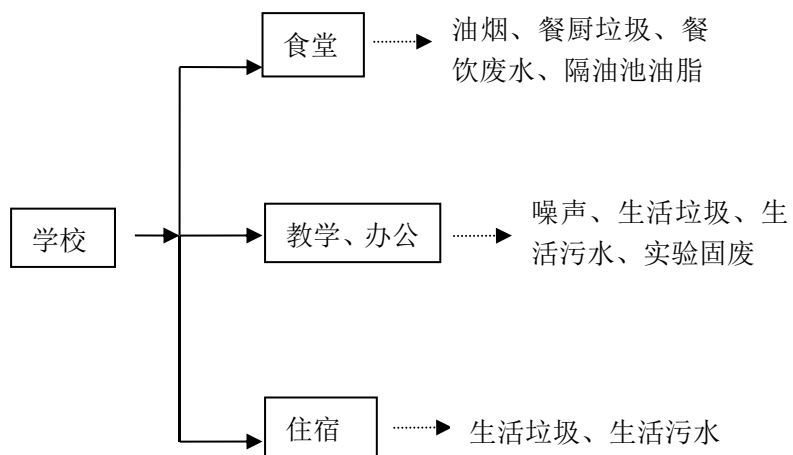 食堂
油烟、餐厨垃圾、餐
饮废水、隔油池油脂
学校
教学、办公
噪声、生活垃圾、生
活污水、实验固废
住宿
生活垃圾、生活污水